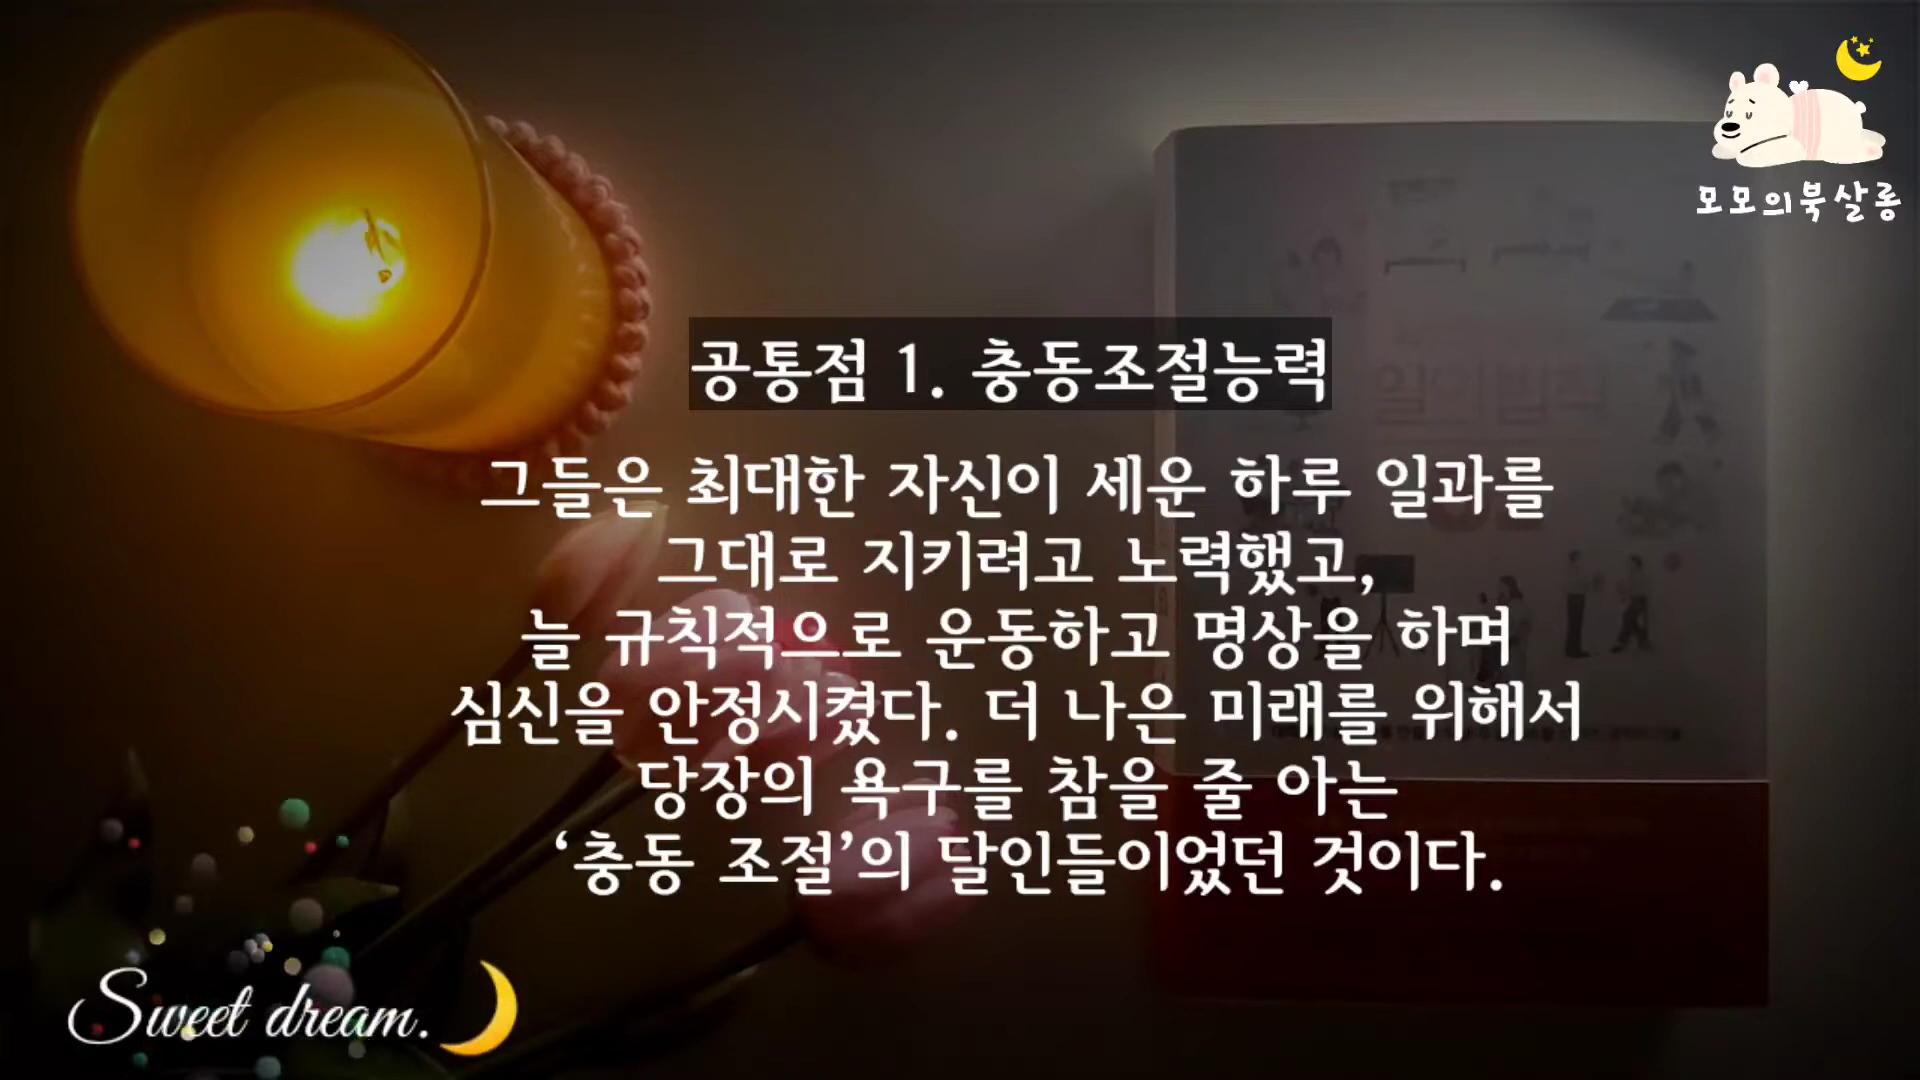 모모의북살롱
공통점 1. 충동조절능력
그들은 최대한 자신이 세운 하루 일과를
그대로 지키려고 노력했고,
늘 규칙적으로 운동하고 명상을 하며
심신을 안정시켰다. 더 나은 미래를 위해서
당장의 욕구를 참을 줄 아는
‘충동 조절’의 달인들이었던 것이다.
Sweet dream.